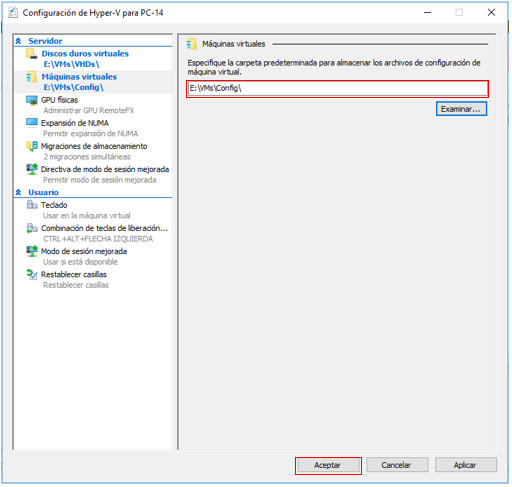 Configuración de Hyper-V para PC-14
Servidor
Discos duros virtuales
E:\VMs\VHDs\
Máquinas virtuales
E:\VMs\Config\
GPU físicas
Administrar GPU RemoteFX
Expansión de NUMA
Permitir expansión de NUMA
Migraciones de almacenamiento
2 migraciones simultáneas
Directiva de modo de sesión mejorada
Permitir modo de sesión mejorada
Usuario
Teclado
Usar en la máquina virtual
Combinación de teclas de liberación...
CTRL+ALT+FLECHA IZQUIERDA
Modo de sesión mejorada
Usar si está disponible
Restablecer casillas
Restablecer casillas
Máquinas virtuales
Especifique la carpeta predeterminada para almacenar los archivos de configuración de
máquina virtual.
E:\VMs\Config\
Examinar...
Aceptar
Cancelar
Aplicar